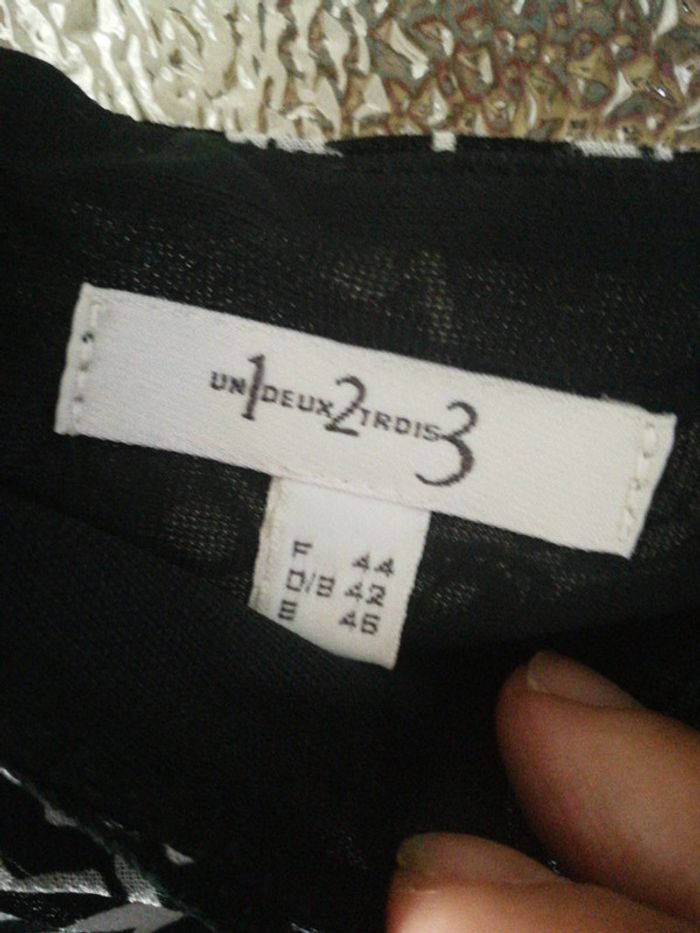 UN1DEUX2TROIS3
F 44
D/B 42
E 46